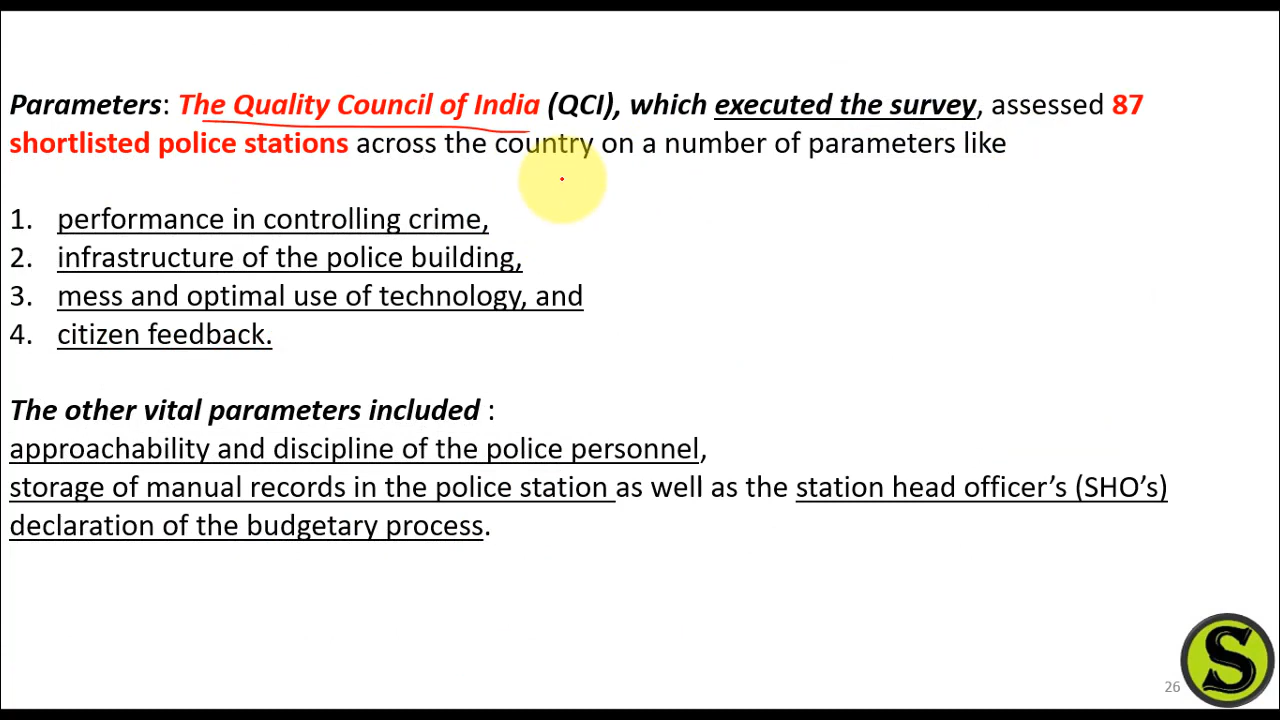 Parameters: The Quality Council of India (QCI), which executed the survey, assessed 87
shortlisted police stations across the country on a number of parameters like
1. performance in controlling crime,
2. infrastructure of the police building,
3. mess and optimal use of technology, and
4. citizen feedback.
The other vital parameters included :
approachability and discipline of the police personnel,
storage of manual records in the police station as well as the station head officer’s (SHO’s)
declaration of the budgetary process.
26
S